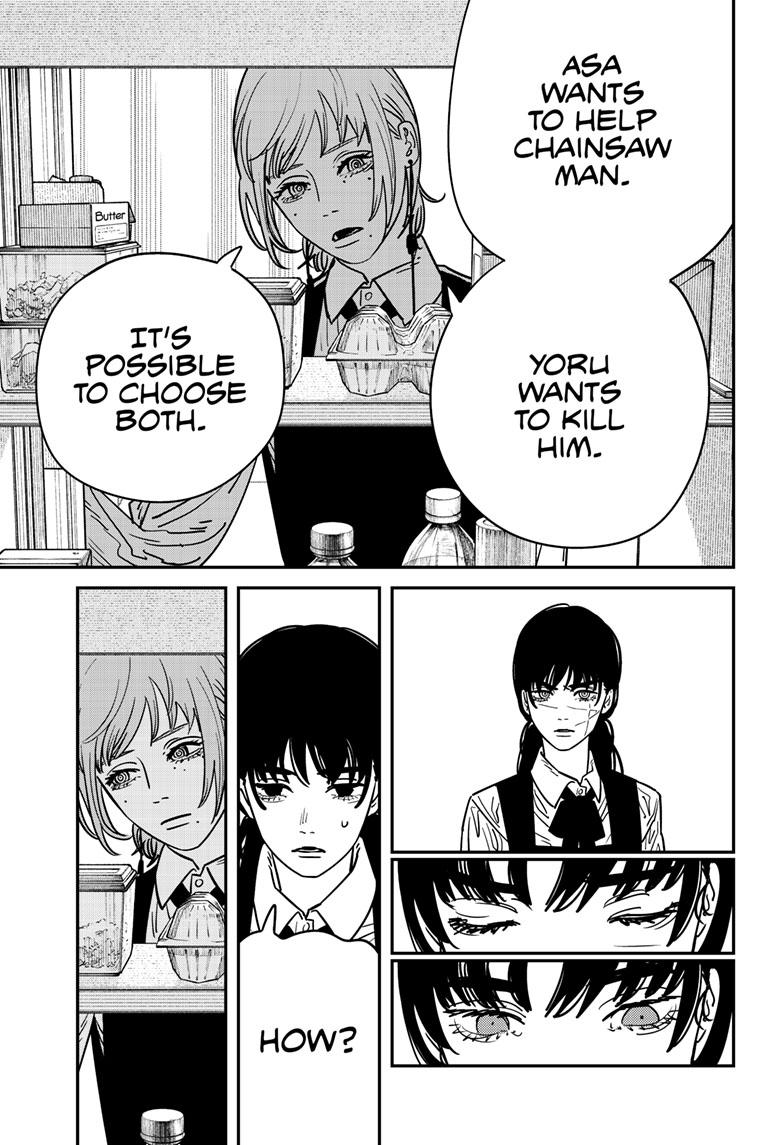 ASA
WANTS
TO HELP
CHAINSAW
MAN.
YORU
WANTS
TO KILL
HIM.
Butter
IT'S
POSSIBLE
TO CHOOSE
BOTH.
HOW?